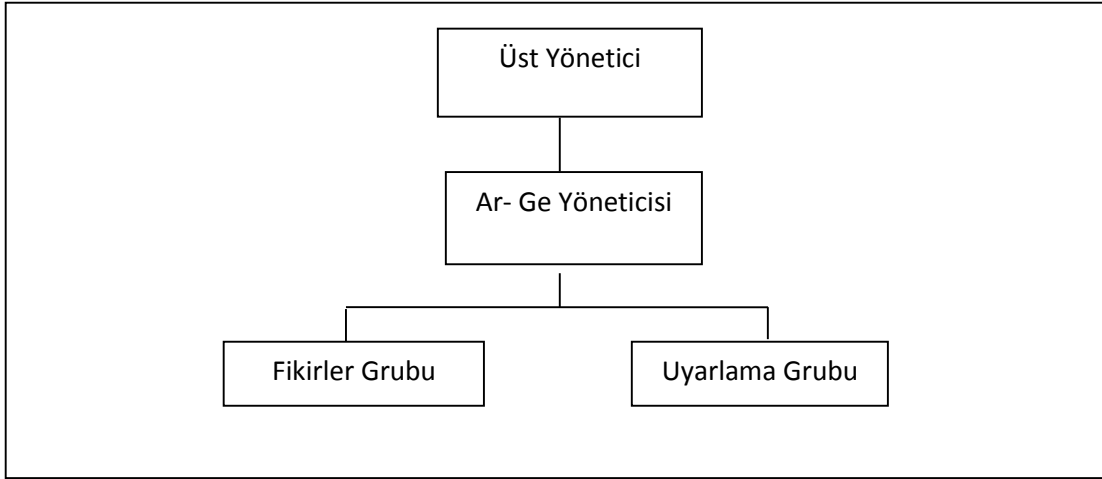 Üst Yönetici
Ar- Ge Yöneticisi
Fikirler Grubu
Uyarlama Grubu